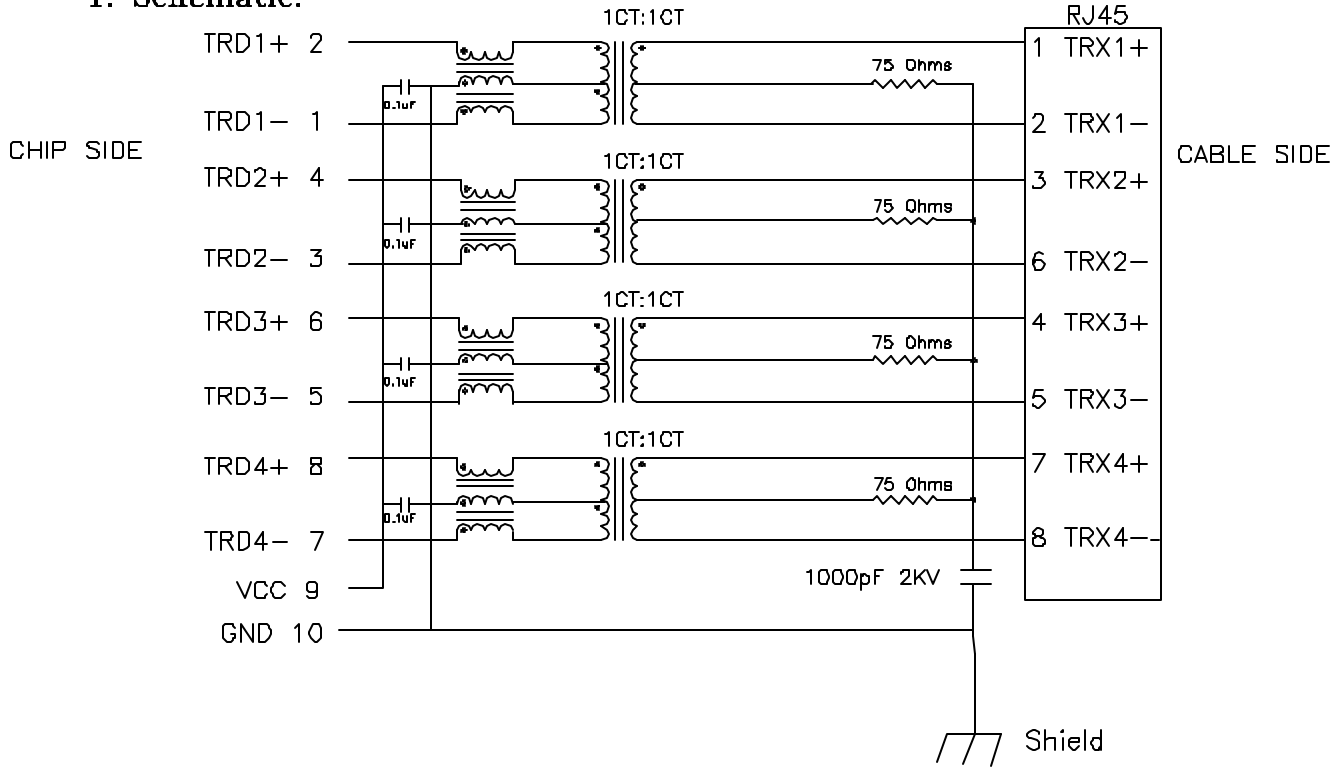 1. Schematic:
1CT:1CT
RJ45
TRD1+ 2
1 TRX1+
75 Ohms
0.1uF
TRD1- 1
2 TRX1-
CHIP SIDE
CABLE SIDE
1CT:1CT
TRD2+ 4
3 TRX2+
75 Ohms
0.1uF
TRD2- 3
6 TRX2-
1CT:1CT
TRD3+ 6
4 TRX3+
75 Ohms
0.1uF
TRD3- 5
5 TRX3-
1CT:1CT
TRD4+ 8
7 TRX4+
75 Ohms
0.1uF
TRD4- 7
8 TRX4-
1000pF 2KV
VCC 9
GND 10
Shield